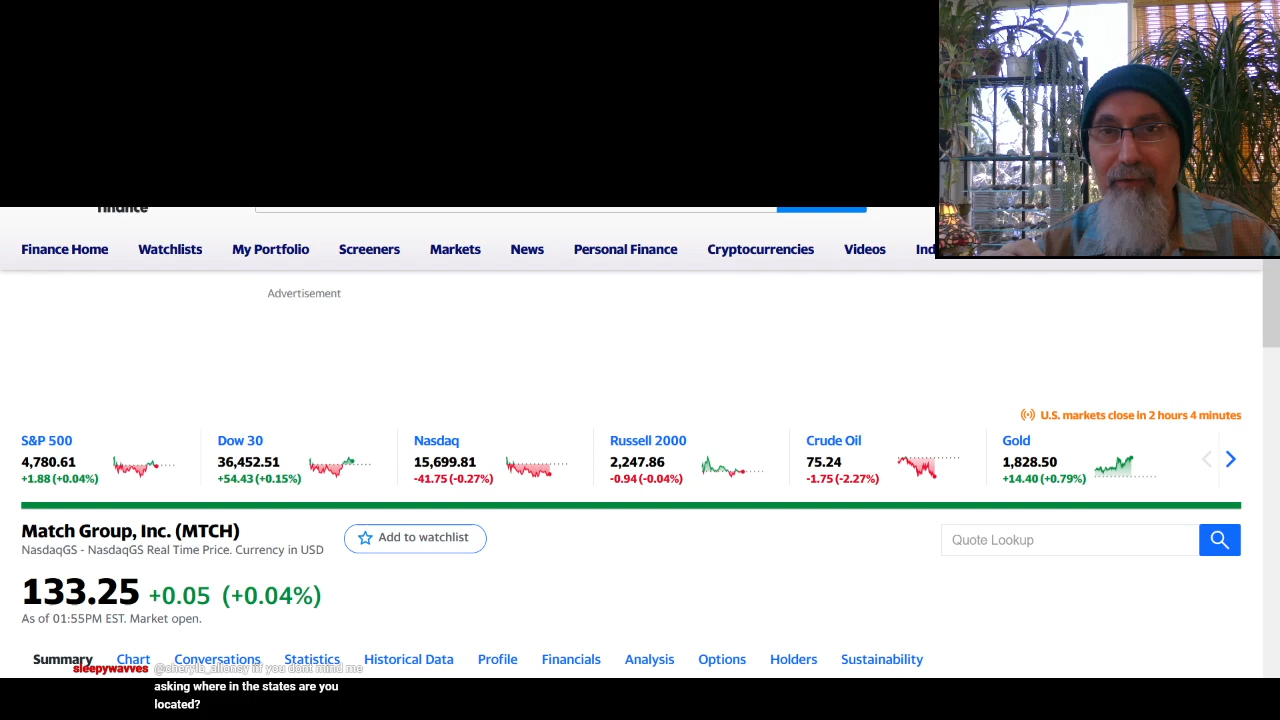 finance
Finance Home Watchlists My Portfolio Screeners Markets News Personal Finance Cryptocurrencies Videos Ind
Advertisement
U.S. markets close in 2 hours 4 minutes
S&P 500
4,780.61
+1.88 (+0.04%)
Dow 30
36,452.51
+54.43 (+0.15%)
Nasdaq
15,699.81
-41.75 (-0.27%)
Russell 2000
2,247.86
-0.94 (-0.04%)
Crude Oil
75.24
-1.75 (-2.27%)
Gold
1,828.50
+14.40 (+0.79%)
Match Group, Inc. (MTCH)
NasdaqGS - NasdaqGS Real Time Price. Currency in USD
Add to watchlist
Quote Lookup
133.25 +0.05 (+0.04%)
As of 01:55PM EST. Market open.
Summary Chart Conversations Statistics Historical Data Profile Financials Analysis Options Holders Sustainability
sleepywavves @cherylb_allonsy iif you dont mind me
asking where in the states are you
located?